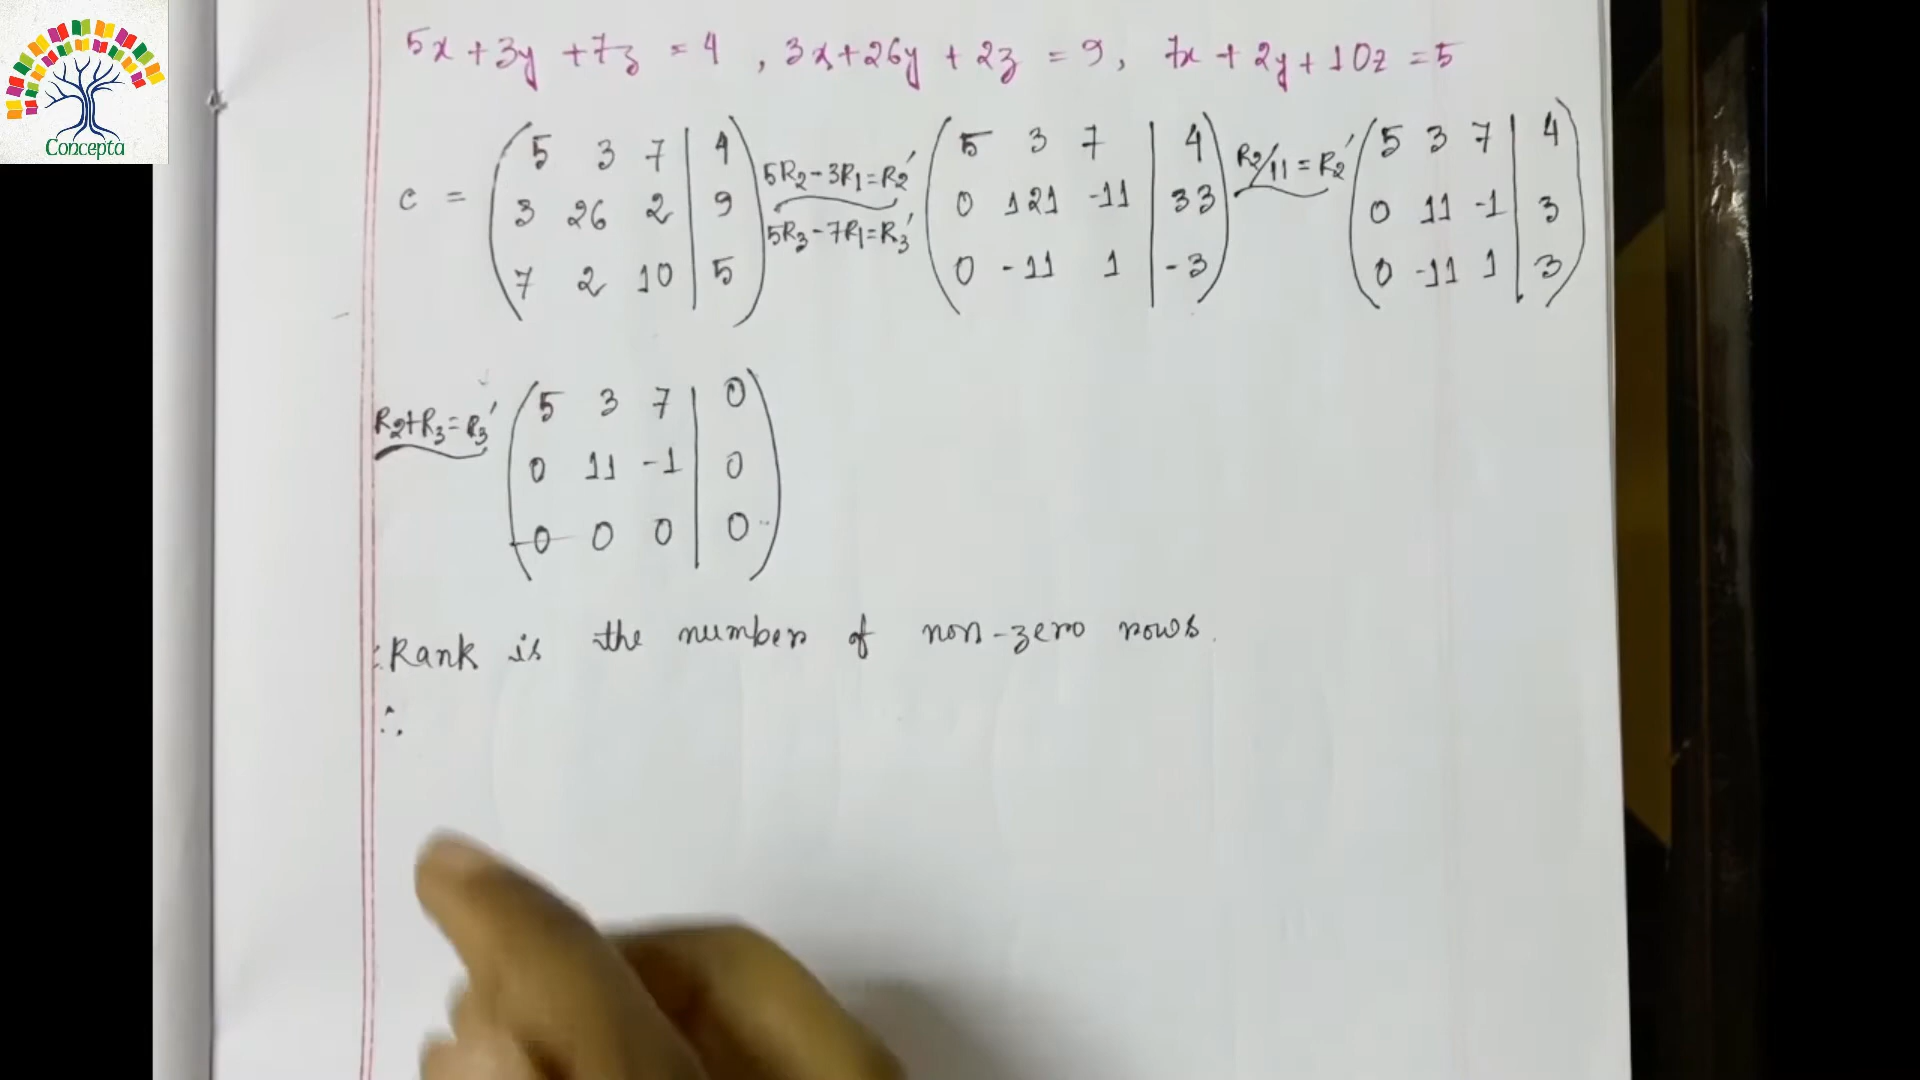 Concepta
5x + 3y + 7z = 4 , 3x + 26y + 2z = 9 , 7x + 2y + 10z = 5
c = ( 5 3 7 | 4 ) 5R2 - 3R1 = R2' ( 5 3 7 | 4 ) R2/11 = R2' ( 5 3 7 | 4 )
3 26 2 | 9 5R3 - 7R1 = R3' 0 121 -11 | 33 0 11 -1 | 3
7 2 10 | 5 0 -11 1 | -3 0 -11 1 | 3
R2 + R3 = R3' ( 5 3 7 | 0 )
0 11 -1 | 0
0 0 0 | 0
: Rank is the number of non-zero rows.
∴